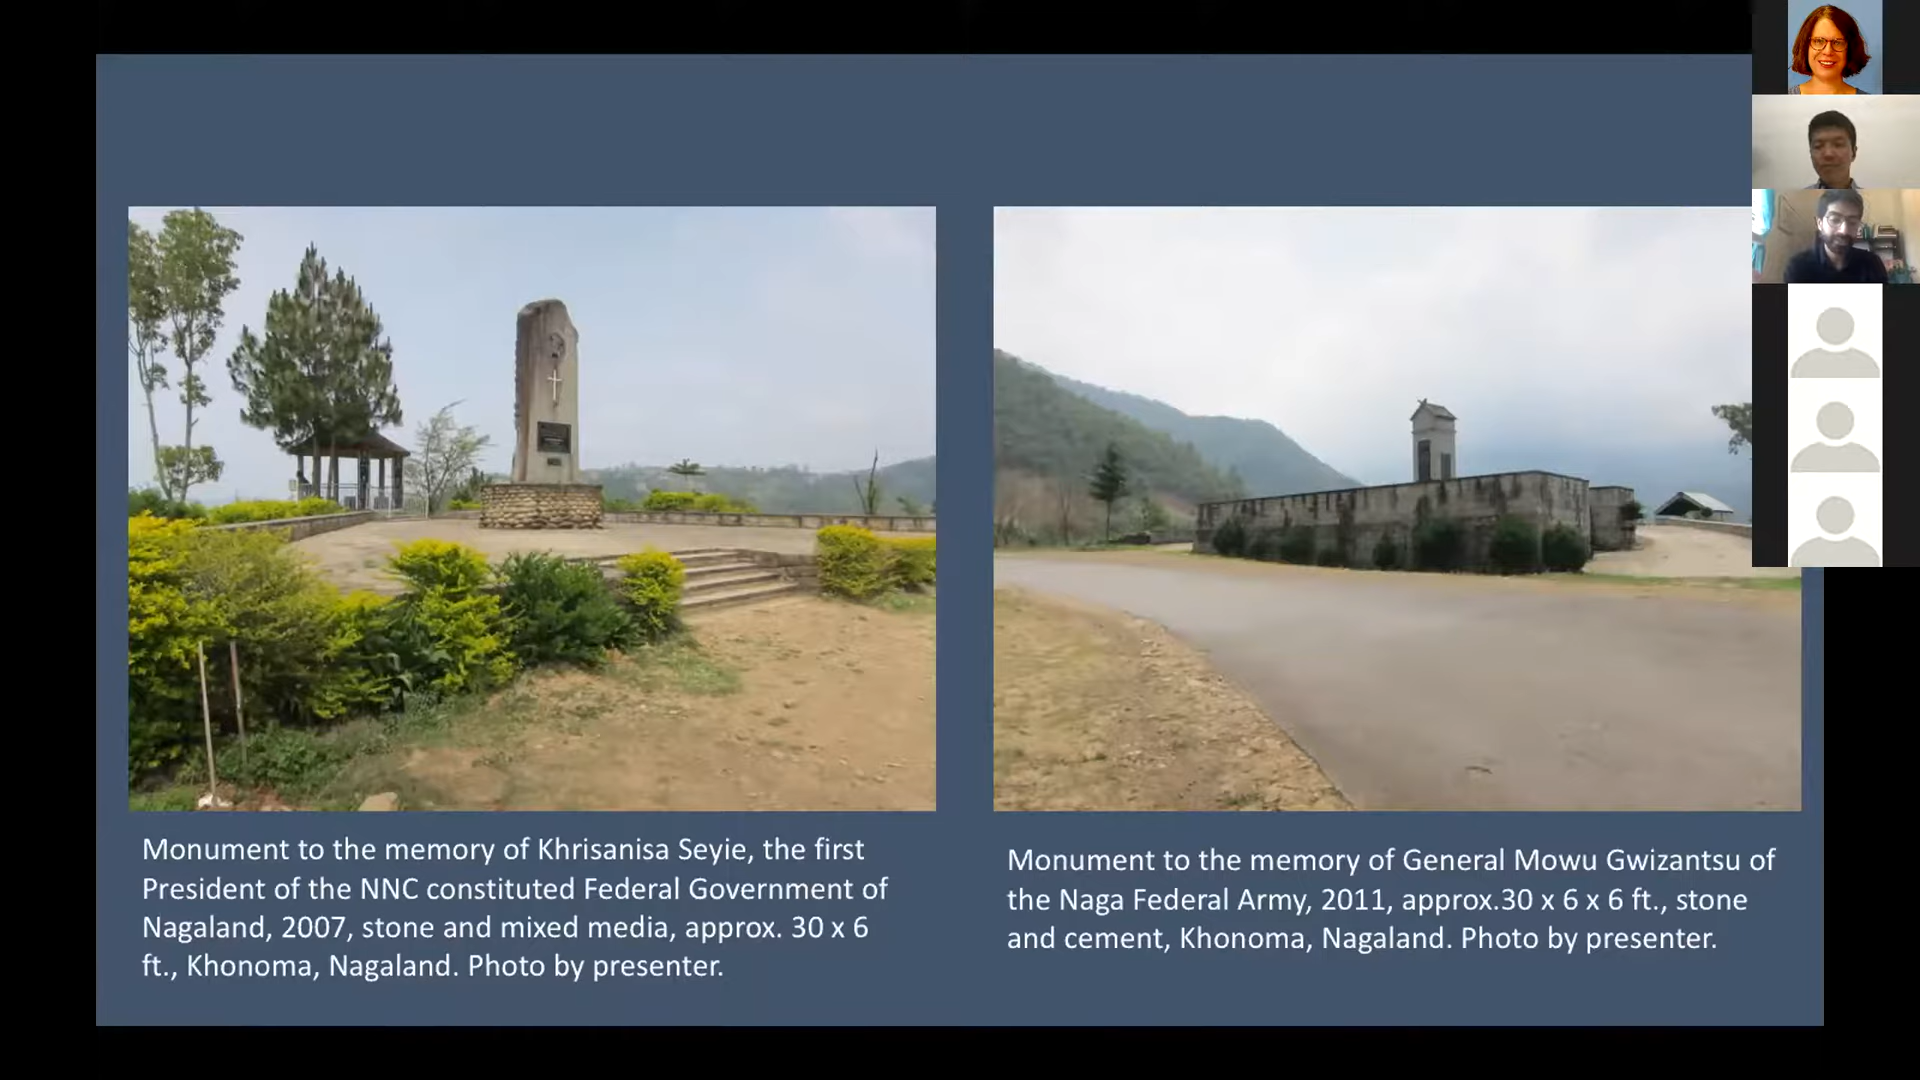 Monument to the memory of Khrisanisa Seyie, the first
President of the NNC constituted Federal Government of
Nagaland, 2007, stone and mixed media, approx. 30 x 6
ft., Khonoma, Nagaland. Photo by presenter.
Monument to the memory of General Mowu Gwizantsu of
the Naga Federal Army, 2011, approx.30 x 6 x 6 ft., stone
and cement, Khonoma, Nagaland. Photo by presenter.